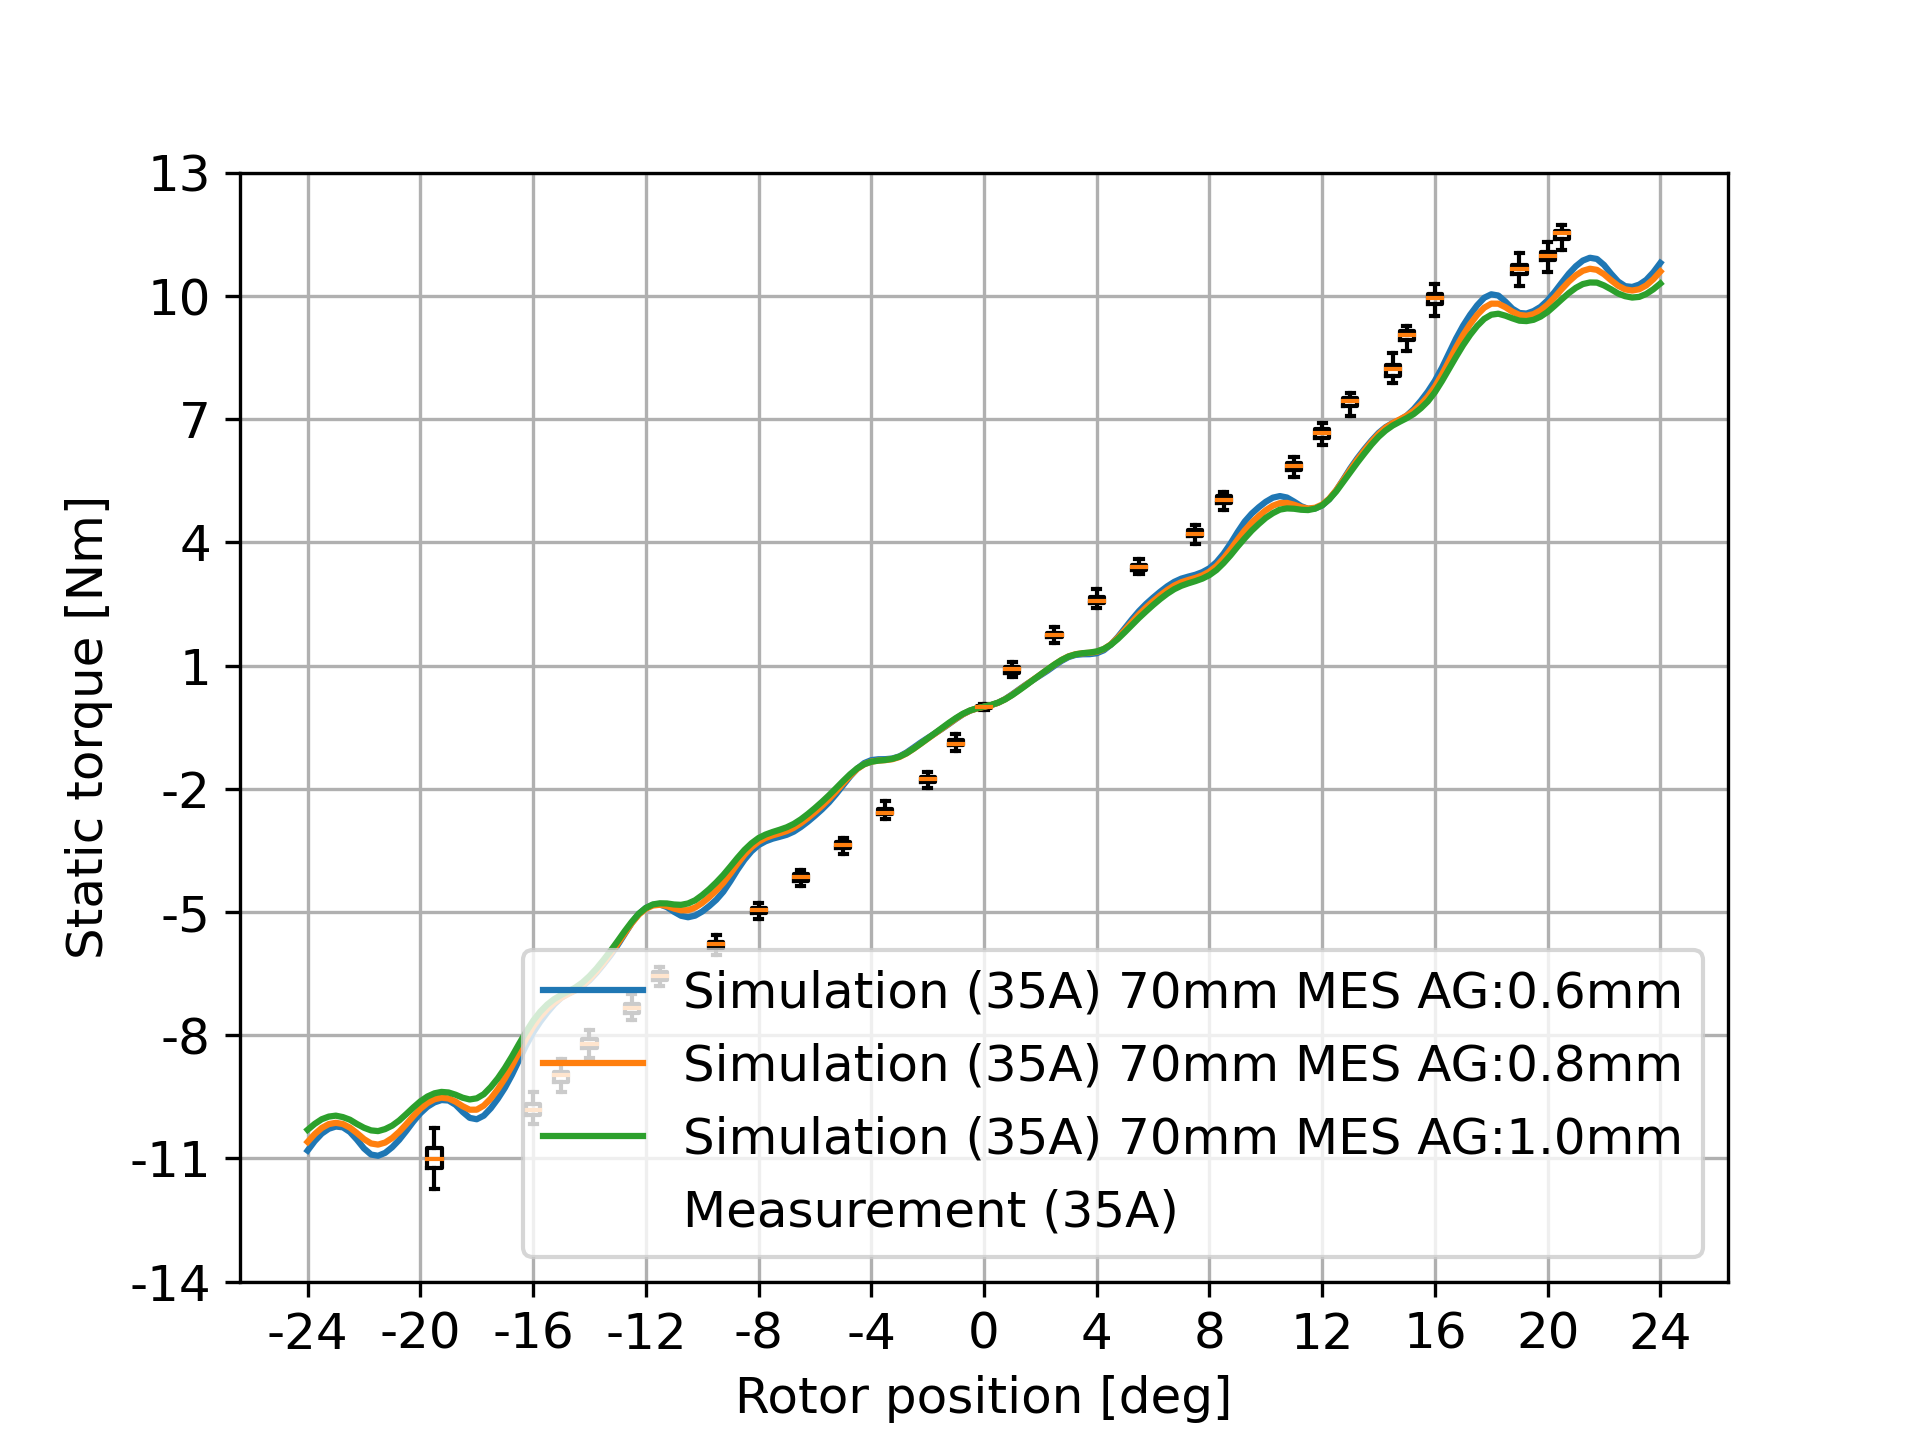 13
10
7
4
1
-2
-5
-8
-11
-14
Static torque [Nm]
Simulation (35A) 70mm MES AG:0.6mm
Simulation (35A) 70mm MES AG:0.8mm
Simulation (35A) 70mm MES AG:1.0mm
Measurement (35A)
-24 -20 -16 -12 -8 -4 0 4 8 12 16 20 24
Rotor position [deg]